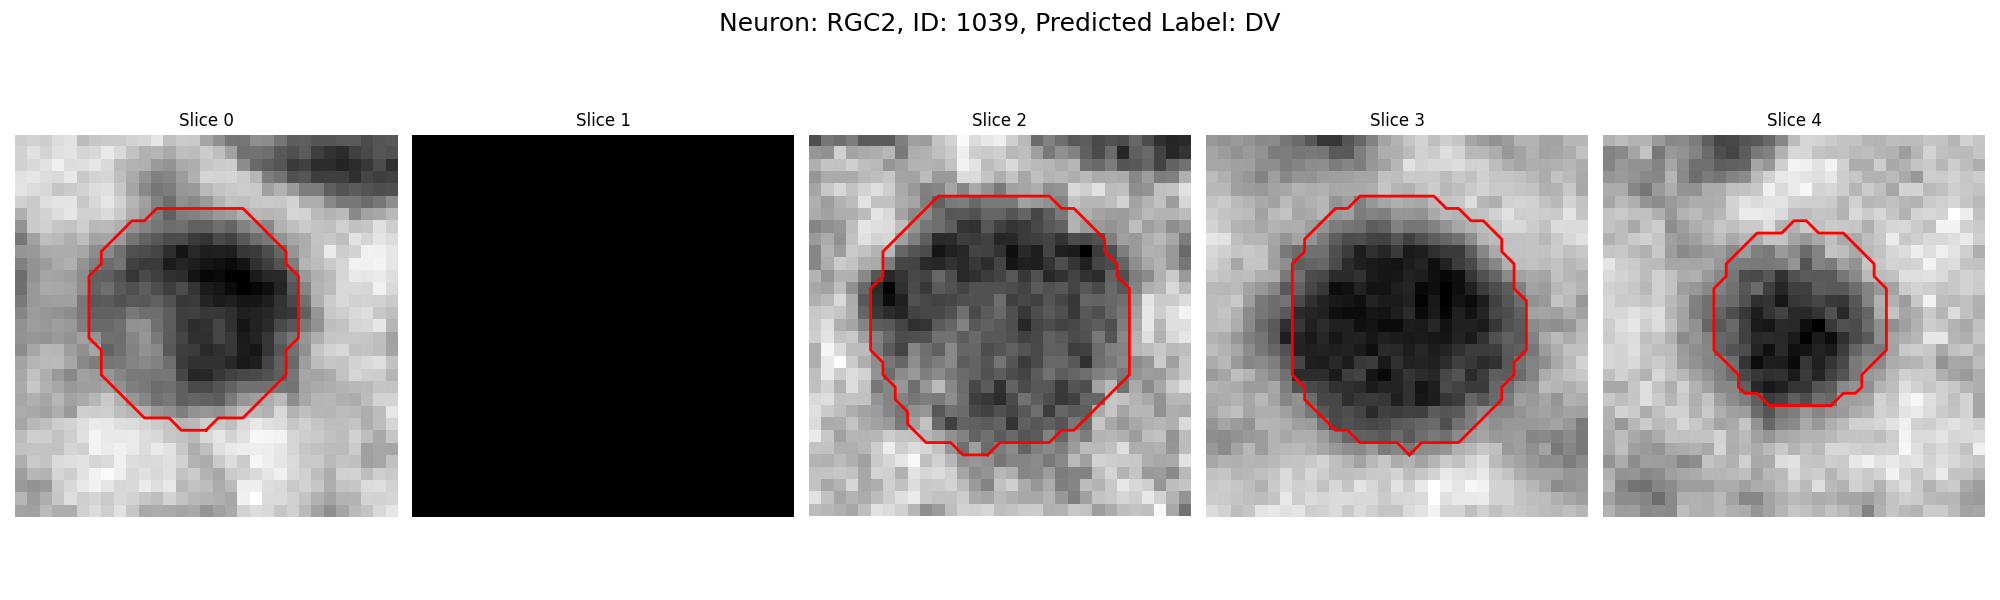 Neuron: RGC2, ID: 1039, Predicted Label: DV
Slice 0
Slice 1
Slice 2
Slice 3
Slice 4